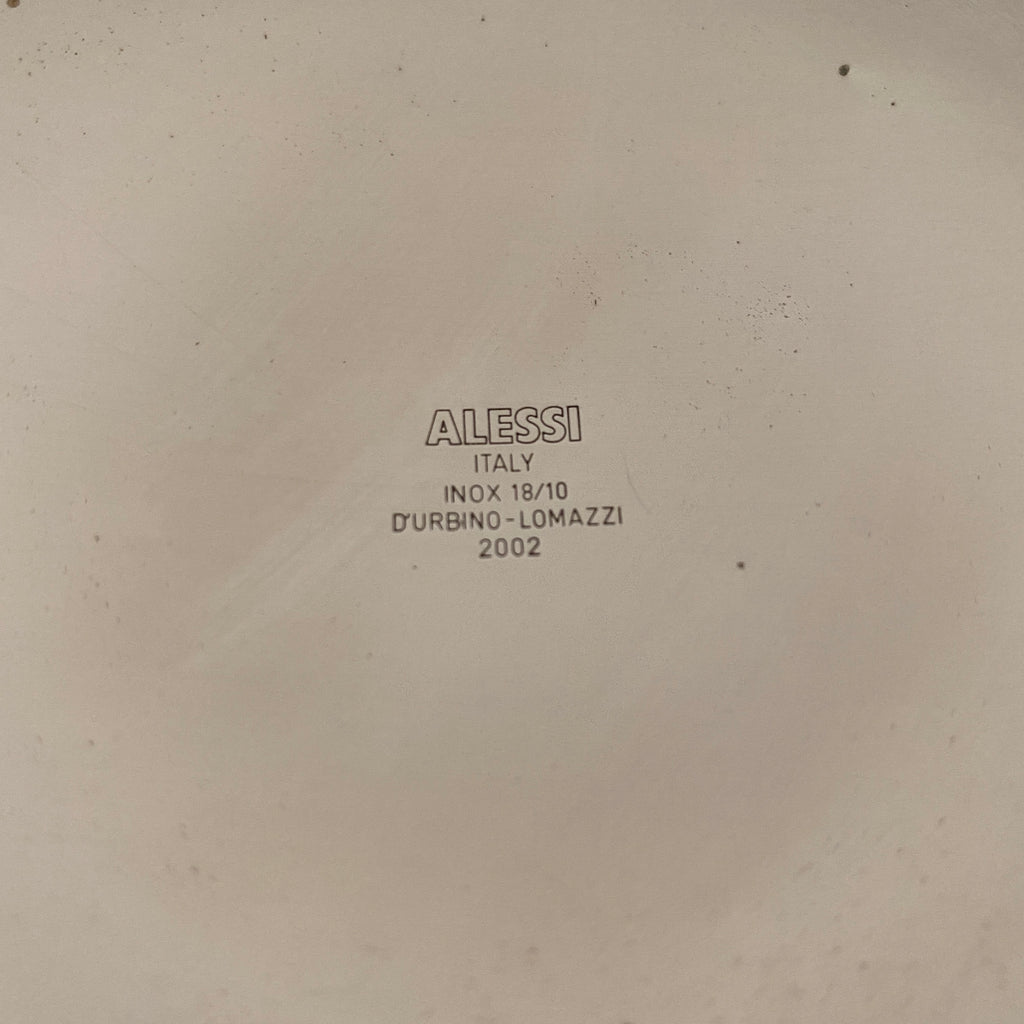 ALESSI
ITALY
INOX 18/10
D'URBINO-LOMAZZI
2002